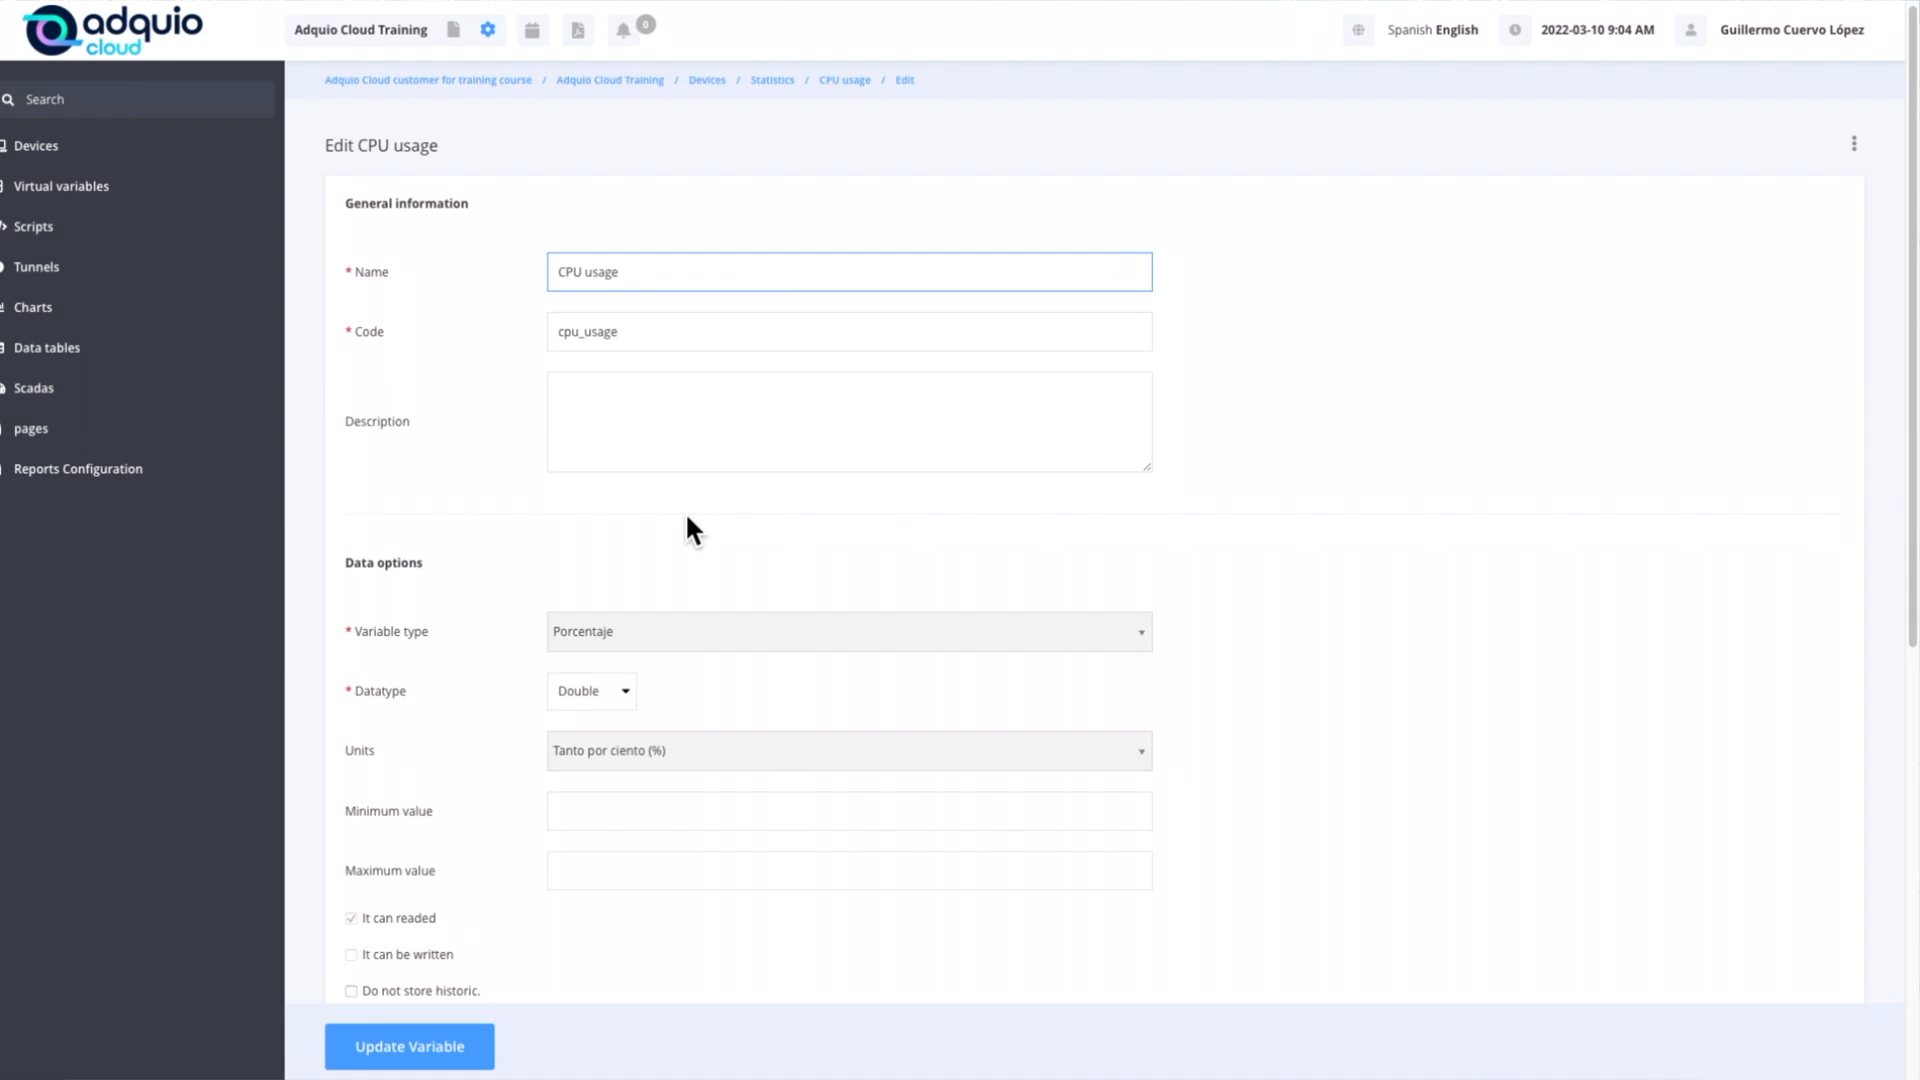 adquio
cloud
Adquio Cloud Training
0
Spanish English
2022-03-10 9:04 AM
Guillermo Cuervo López
Adquio Cloud customer for training course / Adquio Cloud Training / Devices / Statistics / CPU usage / Edit
Search
Devices
Virtual variables
Scripts
Tunnels
Charts
Data tables
Scadas
pages
Reports Configuration
Edit CPU usage
General information
* Name
CPU usage
* Code
cpu_usage
Description
Data options
* Variable type
Porcentaje
* Datatype
Double
Units
Tanto por ciento (%)
Minimum value
Maximum value
It can readed
It can be written
Do not store historic.
Update Variable